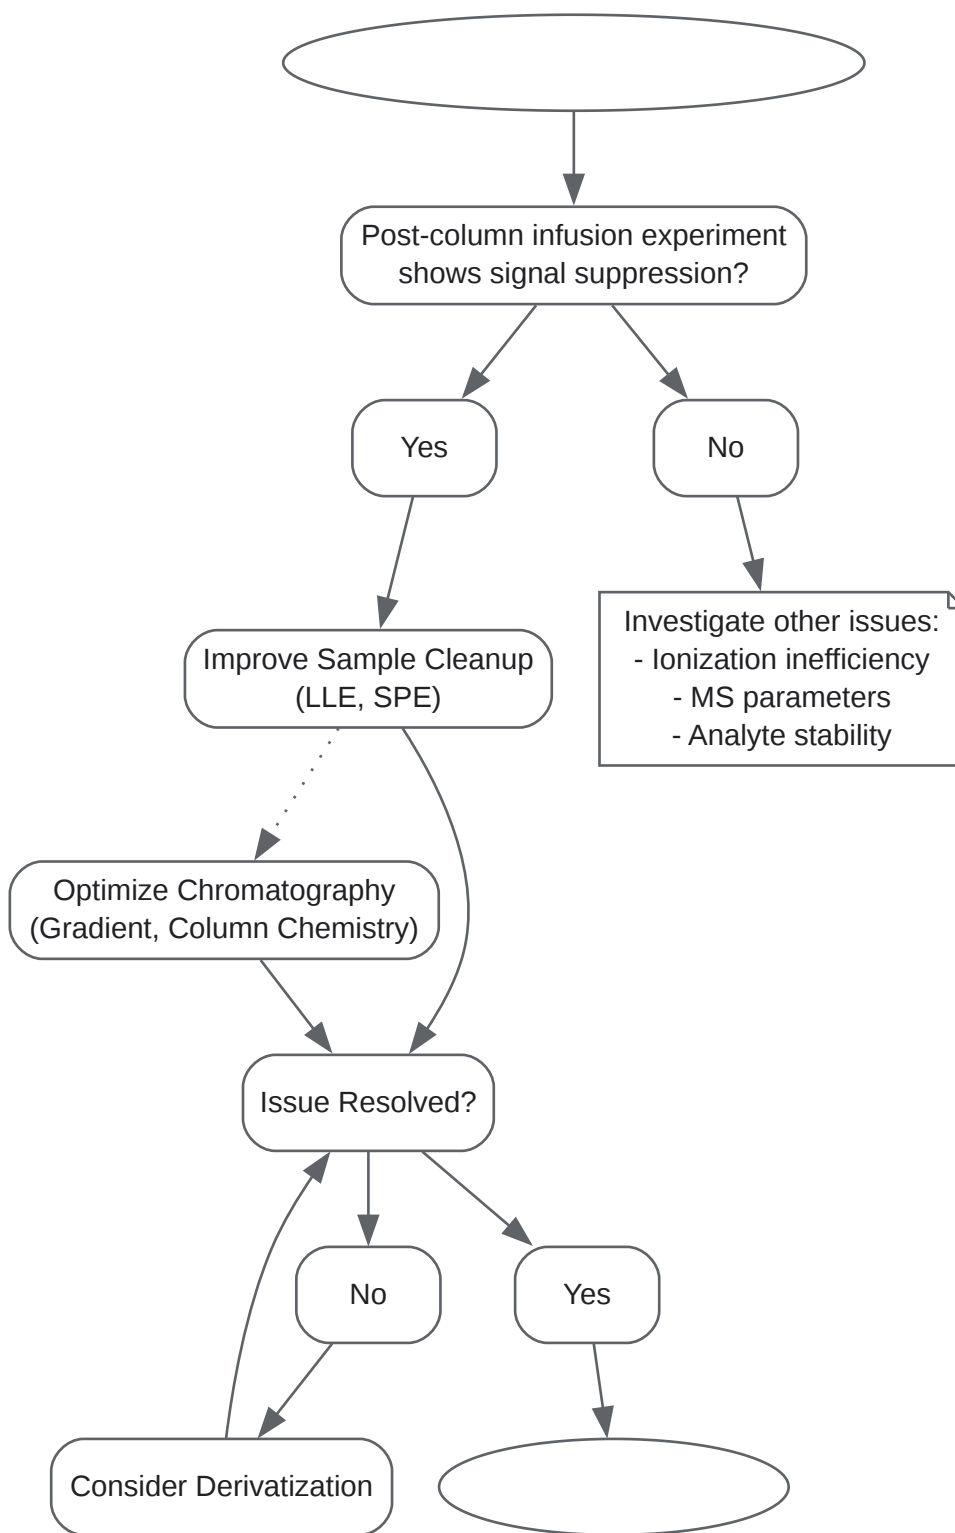 Post-column infusion experiment
shows signal suppression?
Yes
No
Investigate other issues:
- Ionization inefficiency
- MS parameters
- Analyte stability
Improve Sample Cleanup
(LLE, SPE)
Optimize Chromatography
(Gradient, Column Chemistry)
Issue Resolved?
No
Yes
Consider Derivatization